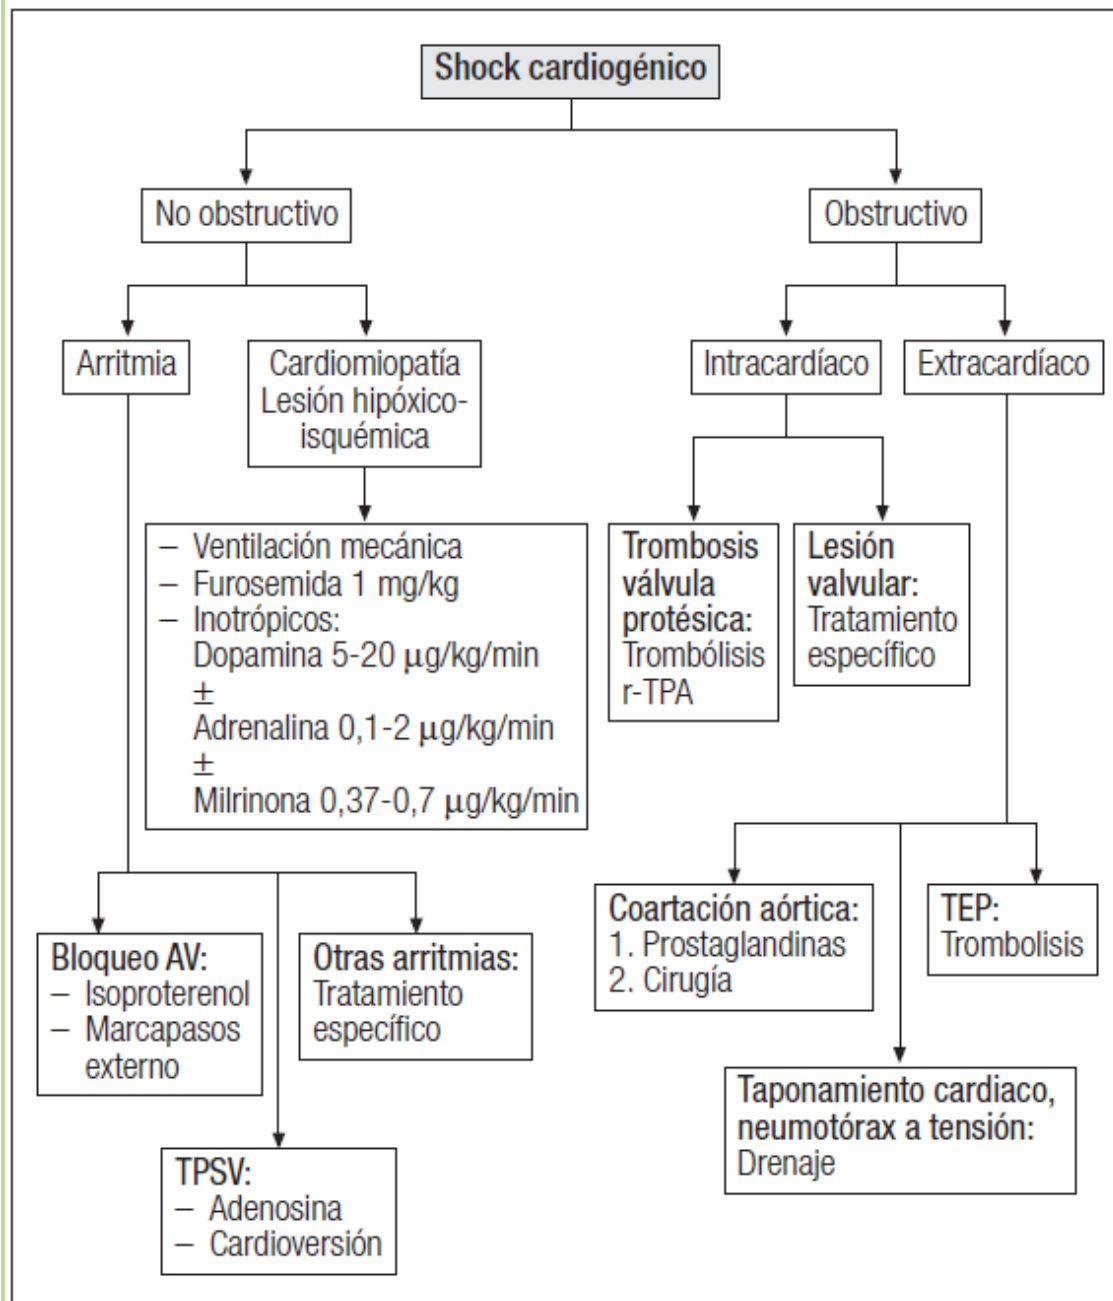 Shock cardiogénico
No obstructivo
Obstructivo
Arritmia
Cardiomiopatía
Lesión hipóxico-
isquémica
Intracardíaco
Extracardíaco
– Ventilación mecánica
– Furosemida 1 mg/kg
– Inotrópicos:
Dopamina 5-20 μg/kg/min
±
Adrenalina 0,1-2 μg/kg/min
±
Milrinona 0,37-0,7 μg/kg/min
Trombosis
válvula
protésica:
Trombólisis
r-TPA
Lesión
valvular:
Tratamiento
específico
Bloqueo AV:
– Isoproterenol
– Marcapasos
externo
Otras arritmias:
Tratamiento
específico
TPSV:
– Adenosina
– Cardioversión
Coartación aórtica:
1. Prostaglandinas
2. Cirugía
TEP:
Trombolisis
Taponamiento cardiaco,
neumotórax a tensión:
Drenaje